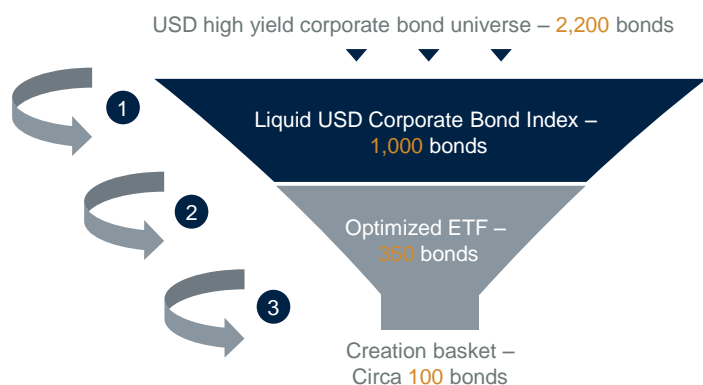 USD high yield corporate bond universe – 2,200 bonds
1
Liquid USD Corporate Bond Index –
1,000 bonds
2
Optimized ETF –
350 bonds
3
Creation basket –
Circa 100 bonds